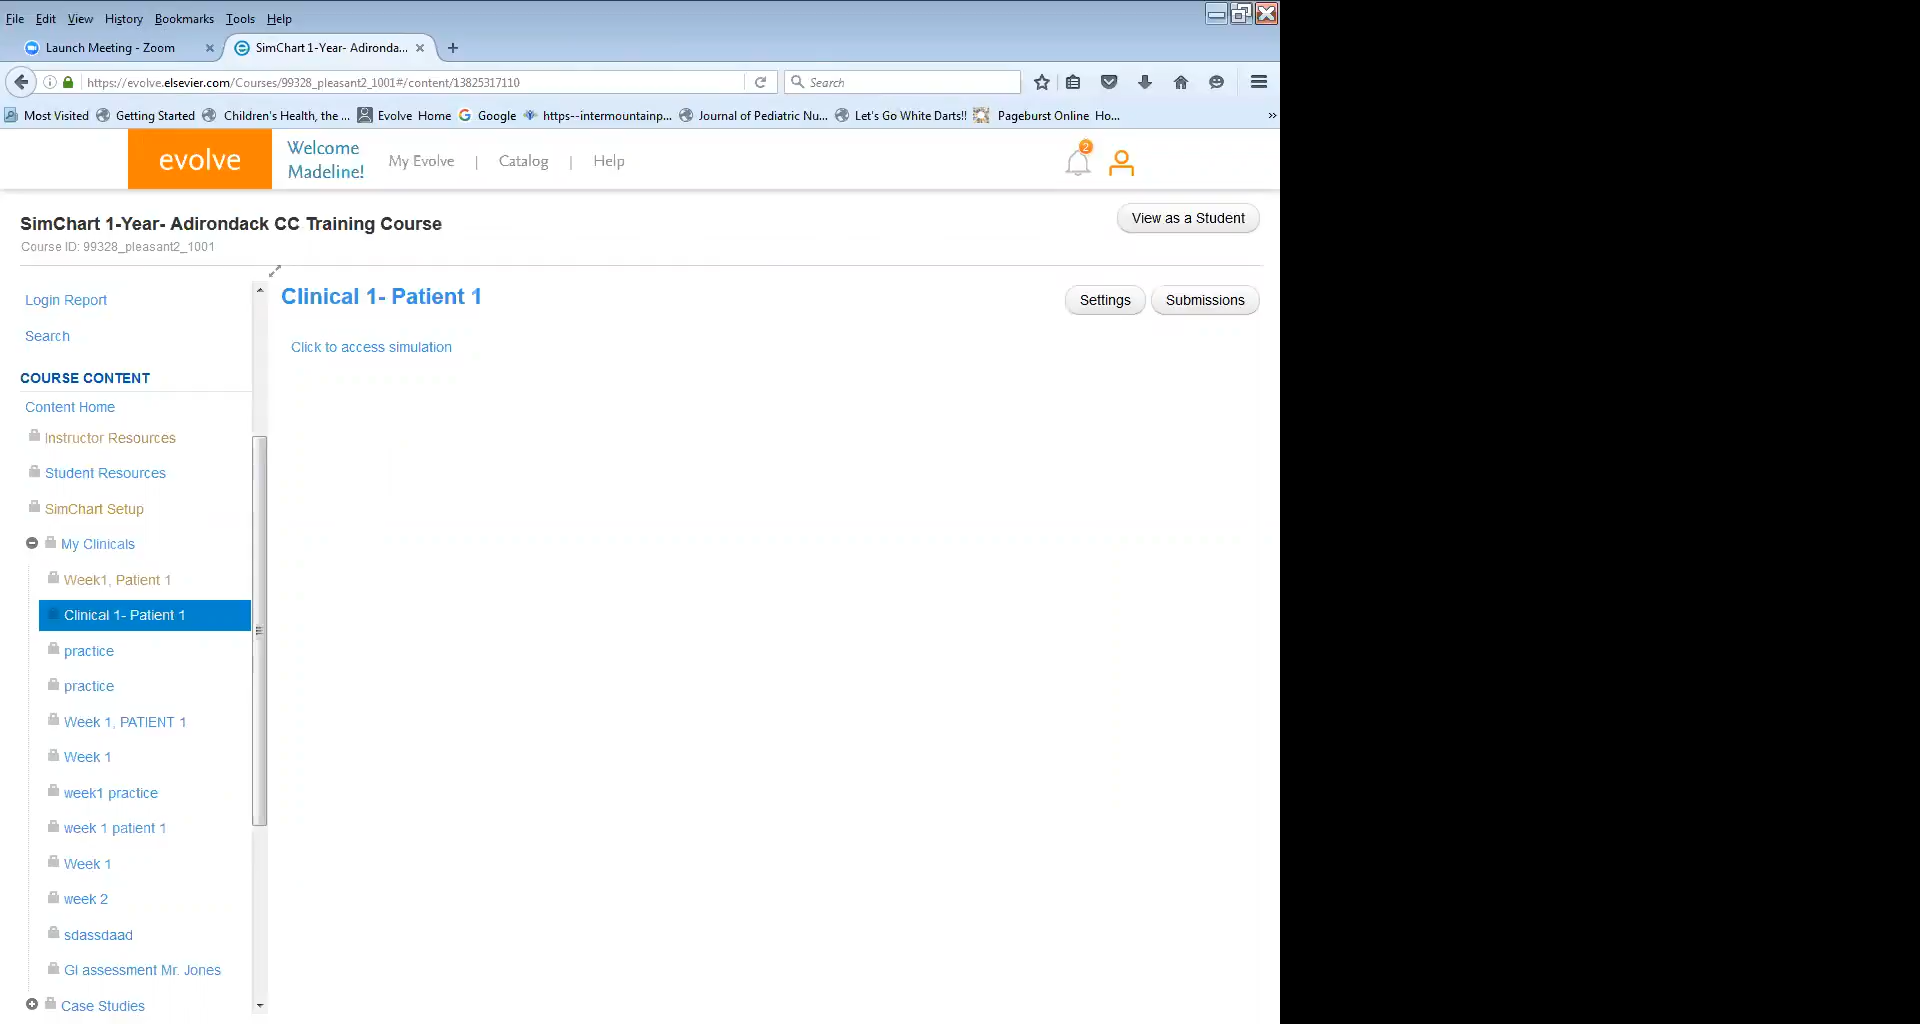 File Edit View History Bookmarks Tools Help
Launch Meeting - Zoom
SimChart 1-Year- Adironda...
https://evolve.elsevier.com/Courses/99328_pleasant2_1001#/content/13825317110
Search
Most Visited Getting Started Children's Health, the ... Evolve Home Google https--intermountainp... Journal of Pediatric Nu... Let's Go White Darts!! Pageburst Online Ho... »
evolve
Welcome
Madeline!
My Evolve | Catalog | Help
2
SimChart 1-Year- Adirondack CC Training Course
View as a Student
Course ID: 99328_pleasant2_1001
Login Report
Search
COURSE CONTENT
Content Home
Instructor Resources
Student Resources
SimChart Setup
My Clinicals
Week1, Patient 1
Clinical 1- Patient 1
practice
practice
Week 1, PATIENT 1
Week 1
week1 practice
week 1 patient 1
Week 1
week 2
sdassdaad
GI assessment Mr. Jones
Case Studies
Clinical 1- Patient 1
Settings Submissions
Click to access simulation